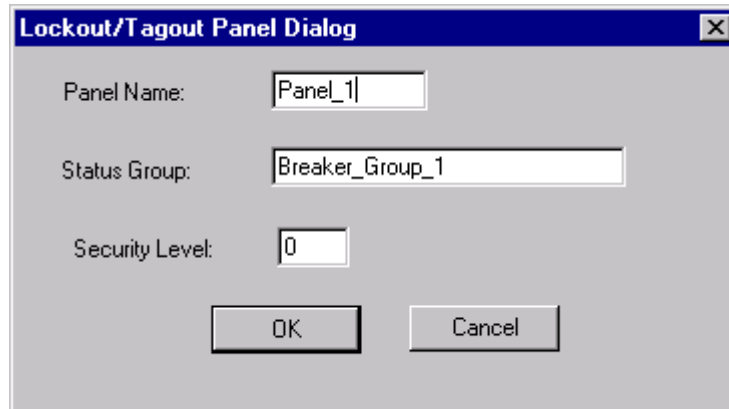 Lockout/Tagout Panel Dialog
Panel Name: Panel_1
Status Group: Breaker_Group_1
Security Level: 0
OK Cancel